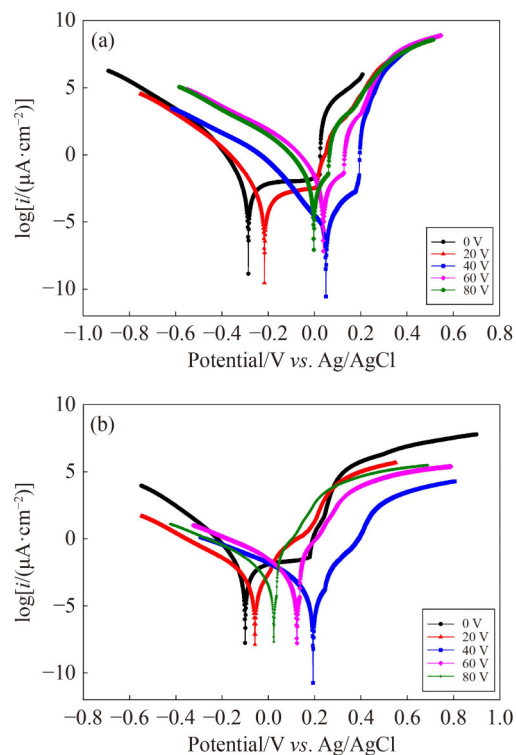 (a)
10
5
0
−5
−10
log[i/(μA·cm⁻²)]
0 V
20 V
40 V
60 V
80 V
−1.0 −0.8 −0.6 −0.4 −0.2 0.0 0.2 0.4 0.6 0.8
Potential/V vs. Ag/AgCl
(b)
10
5
0
−5
−10
log[i/(μA·cm⁻²)]
0 V
20 V
40 V
60 V
80 V
−0.8 −0.6 −0.4 −0.2 0.0 0.2 0.4 0.6 0.8 1.0
Potential/V vs. Ag/AgCl